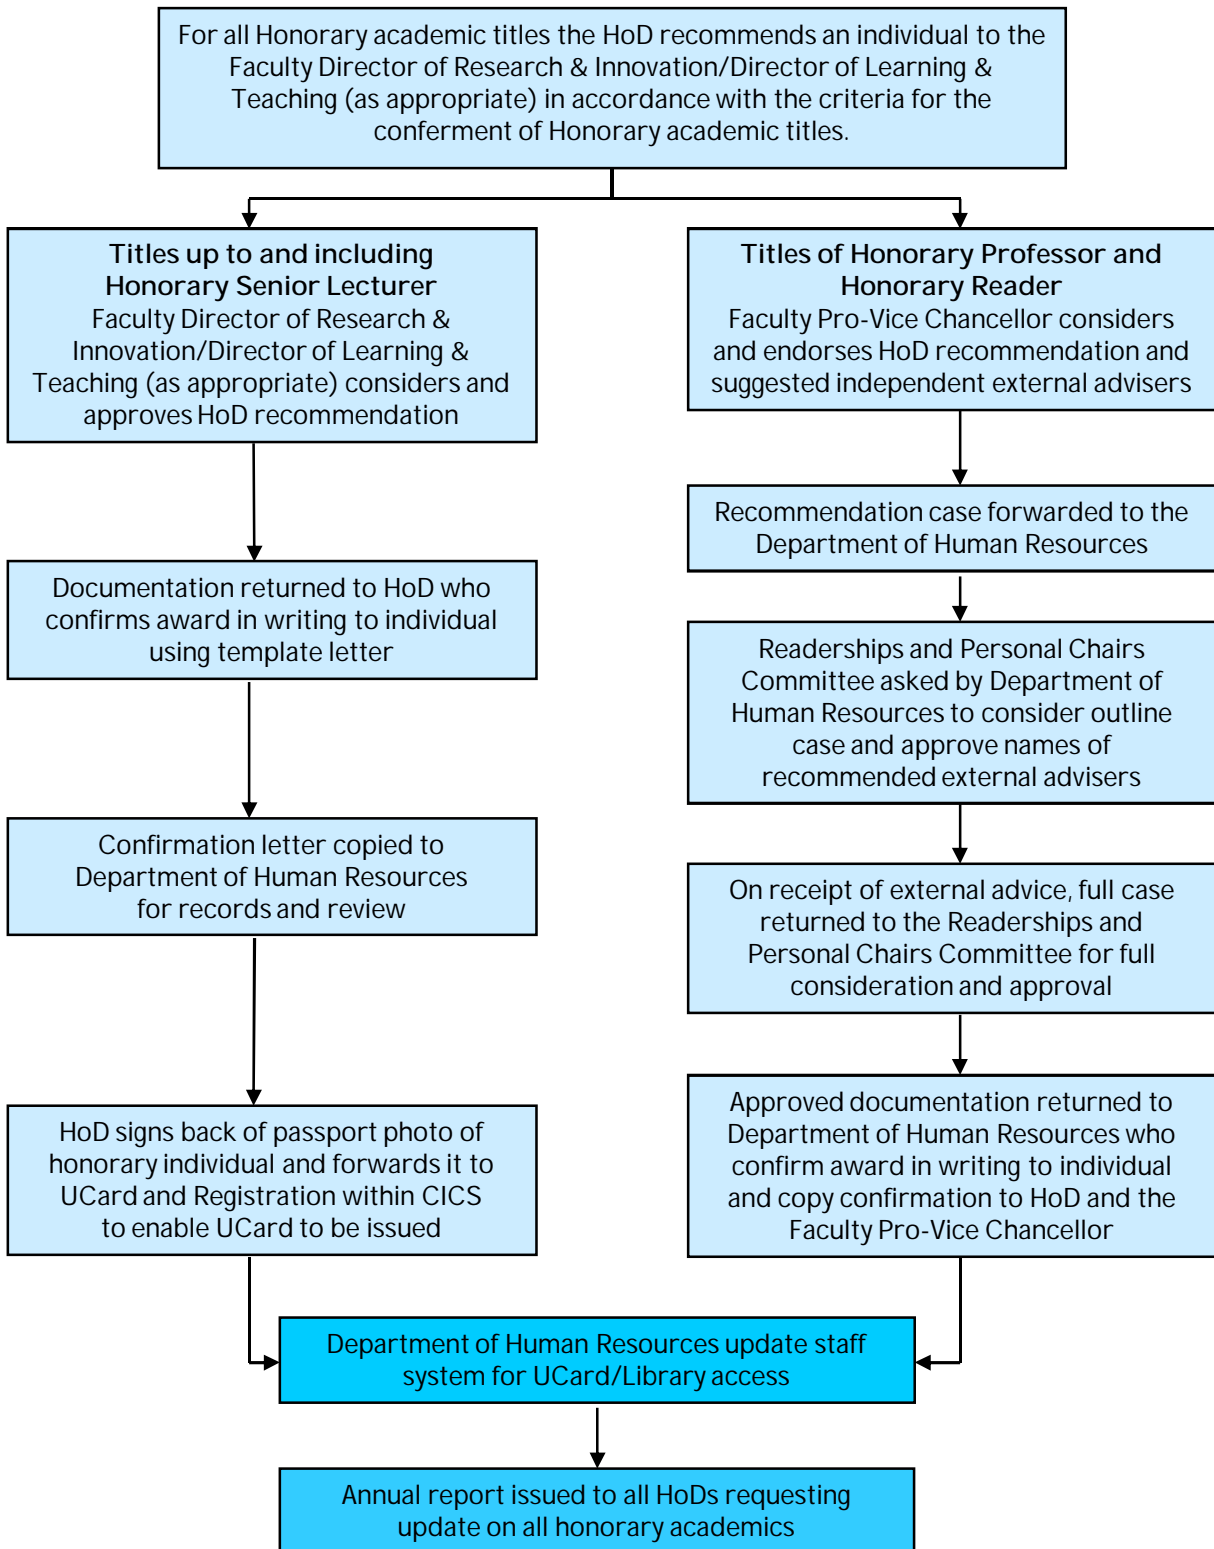 For all Honorary academic titles the HoD recommends an individual to the
Faculty Director of Research & Innovation/Director of Learning &
Teaching (as appropriate) in accordance with the criteria for the
conferment of Honorary academic titles.
Titles up to and including
Honorary Senior Lecturer
Faculty Director of Research &
Innovation/Director of Learning &
Teaching (as appropriate) considers and
approves HoD recommendation
Documentation returned to HoD who
confirms award in writing to individual
using template letter
Confirmation letter copied to
Department of Human Resources
for records and review
HoD signs back of passport photo of
honorary individual and forwards it to
UCard and Registration within CICS
to enable UCard to be issued
Titles of Honorary Professor and
Honorary Reader
Faculty Pro-Vice Chancellor considers
and endorses HoD recommendation and
suggested independent external advisers
Recommendation case forwarded to the
Department of Human Resources
Readerships and Personal Chairs
Committee asked by Department of
Human Resources to consider outline
case and approve names of
recommended external advisers
On receipt of external advice, full case
returned to the Readerships and
Personal Chairs Committee for full
consideration and approval
Approved documentation returned to
Department of Human Resources who
confirm award in writing to individual
and copy confirmation to HoD and the
Faculty Pro-Vice Chancellor
Department of Human Resources update staff
system for UCard/Library access
Annual report issued to all HoDs requesting
update on all honorary academics